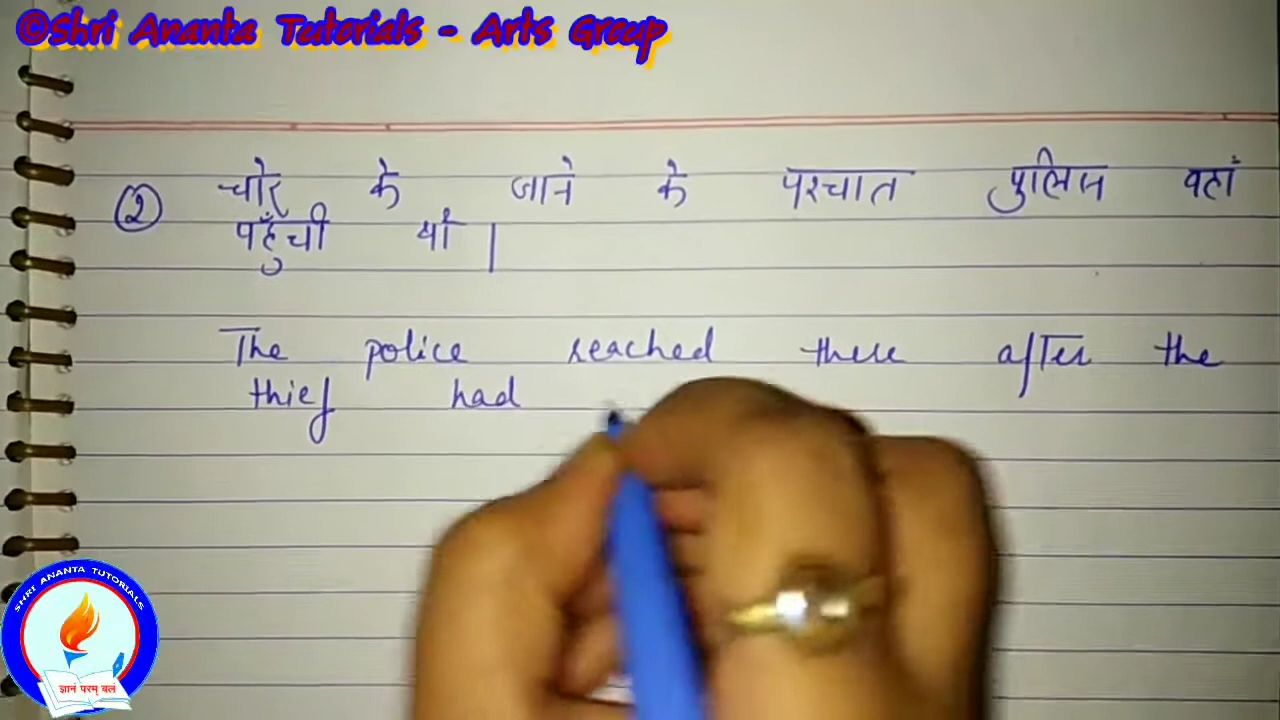 ©Shri Ananta Tutorials - Arts Group
२ चोर के जाने के पश्चात पुलिस वहां
पहुँची थी |
The police reached there after the
thief had
SHRI ANANTA TUTORIALS
ज्ञानं परमं बलं